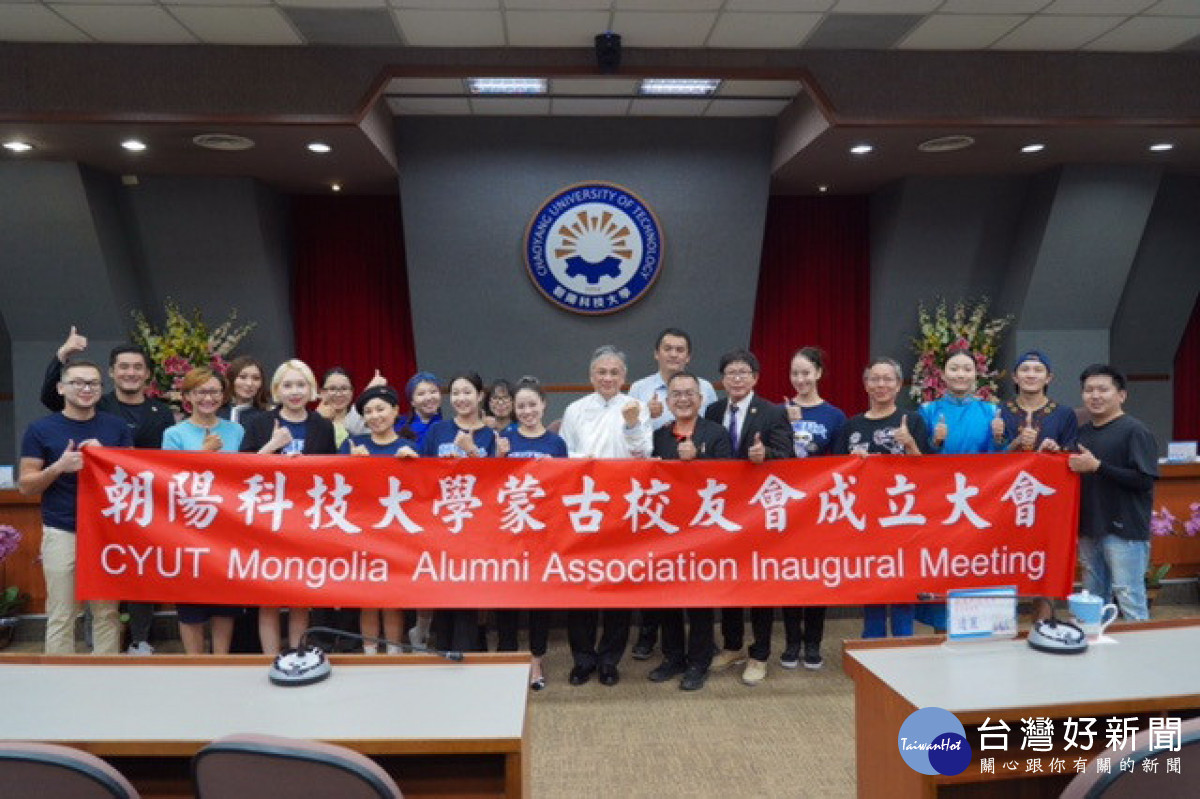 CHAOYANG UNIVERSITY OF TECHNOLOGY
朝陽科技大學
朝陽科技大學蒙古校友會成立大會
CYUT Mongolia Alumni Association Inaugural Meeting
TaiwanHot
台灣好新聞
關心跟你有關的新聞